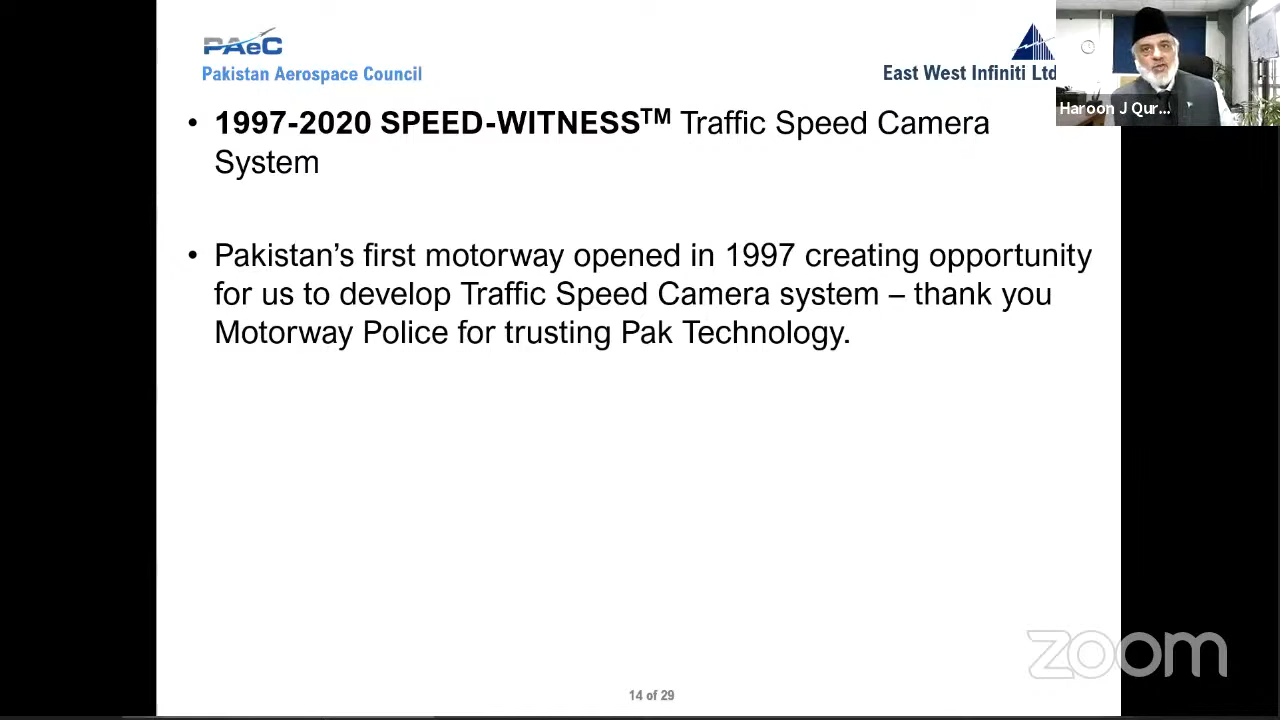 PAeC
Pakistan Aerospace Council
East West Infiniti Ltd
Haroon J Qur...
• 1997-2020 SPEED-WITNESS™ Traffic Speed Camera
System
• Pakistan’s first motorway opened in 1997 creating opportunity
for us to develop Traffic Speed Camera system – thank you
Motorway Police for trusting Pak Technology.
zoom
14 of 29